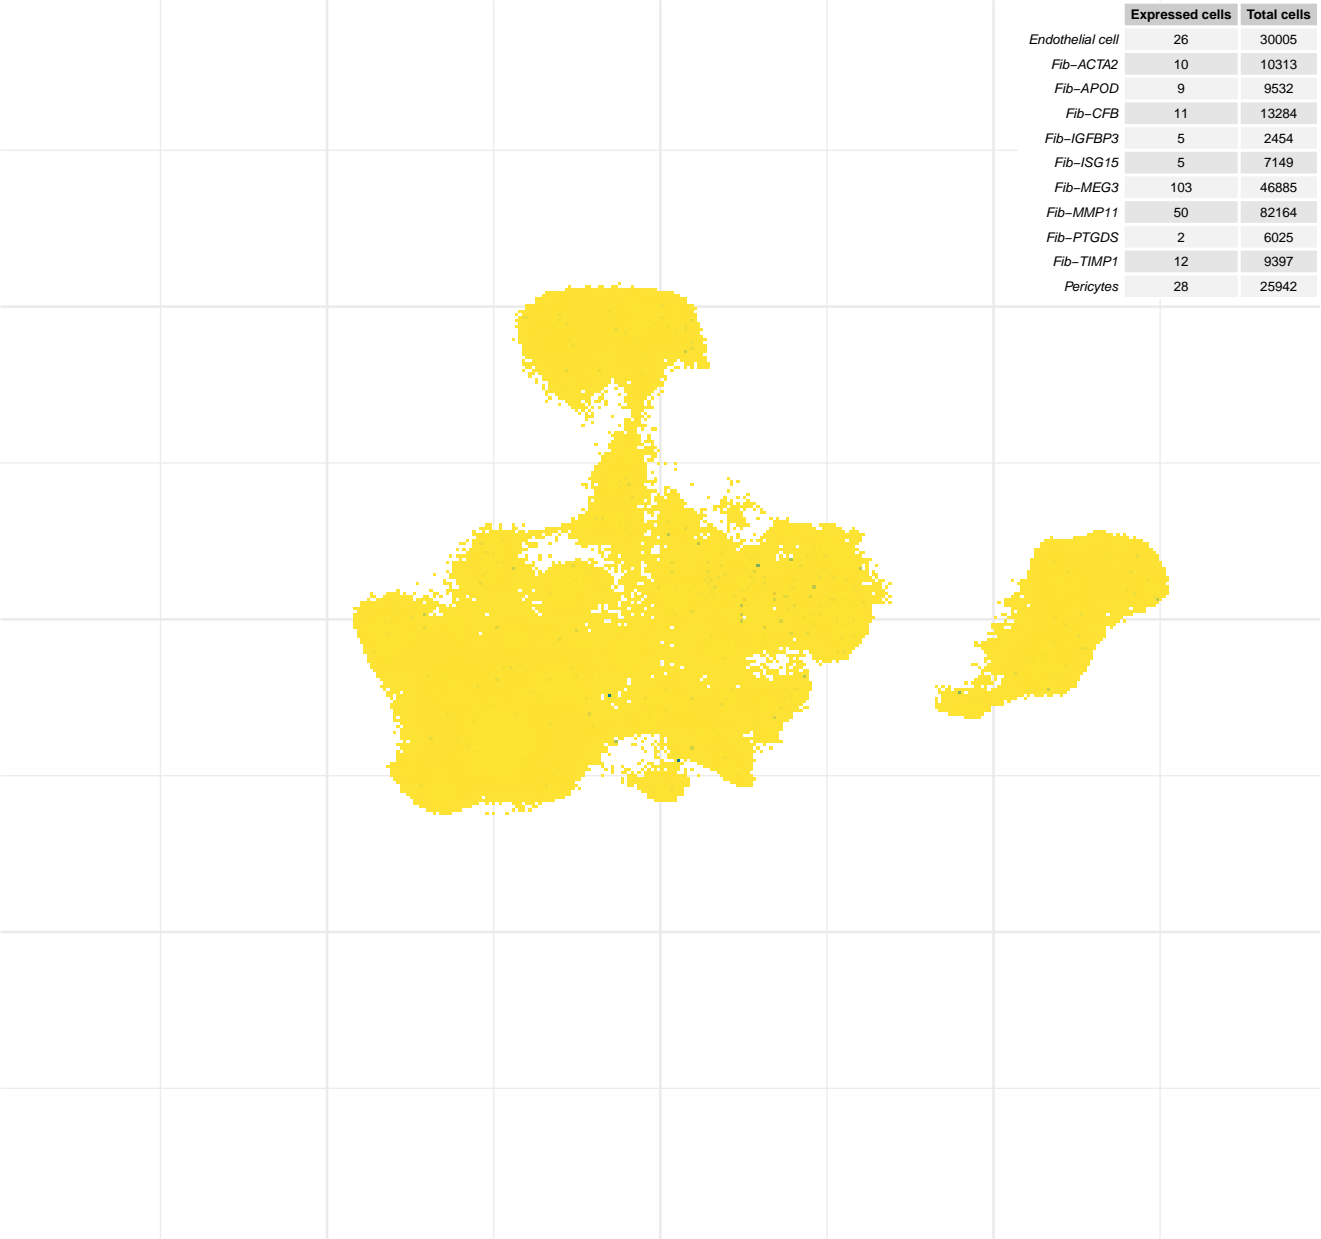 Expressed cells Total cells
Endothelial cell 26 30005
Fib−ACTA2 10 10313
Fib−APOD 9 9532
Fib−CFB 11 13284
Fib−IGFBP3 5 2454
Fib−ISG15 5 7149
Fib−MEG3 103 46885
Fib−MMP11 50 82164
Fib−PTGDS 2 6025
Fib−TIMP1 12 9397
Pericytes 28 25942